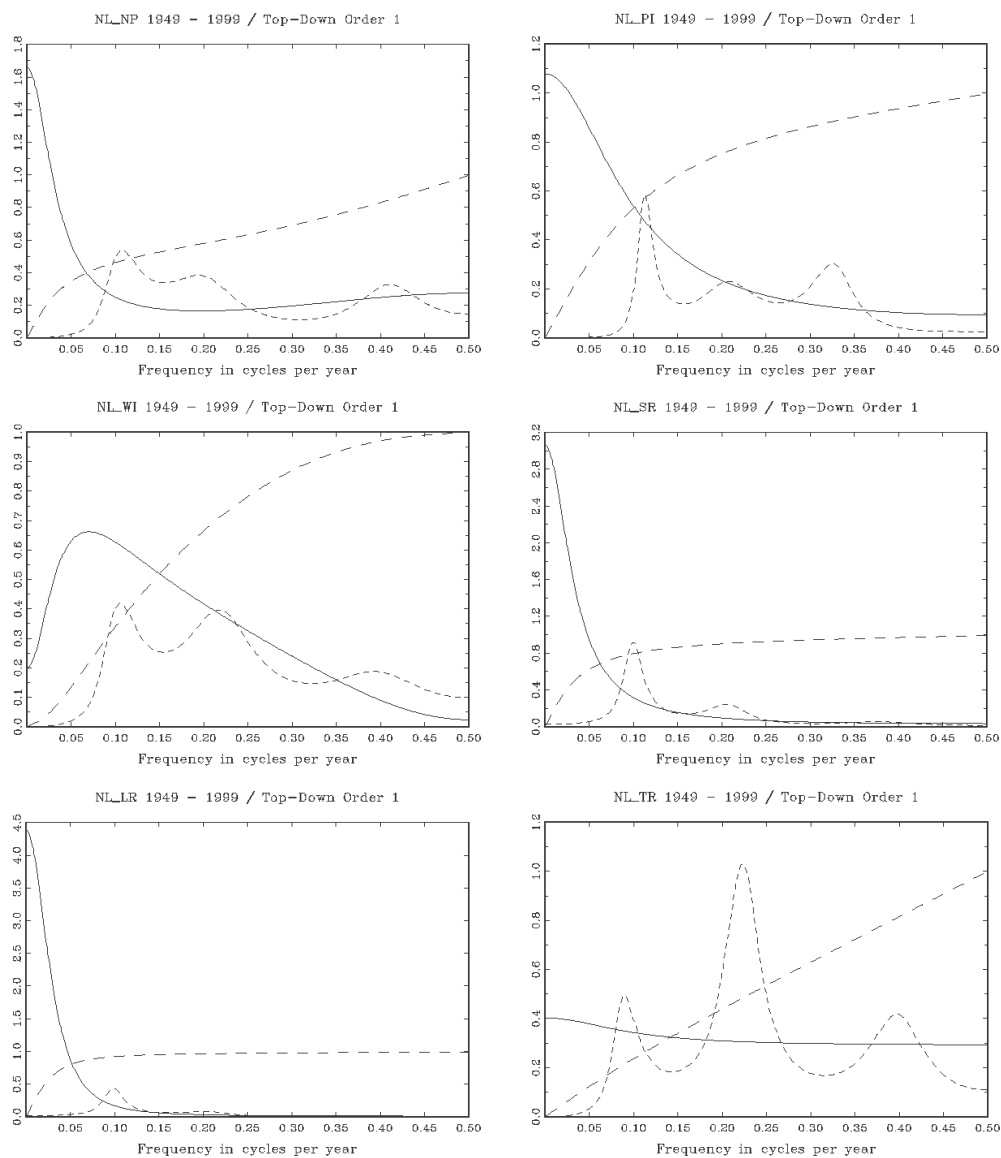 NL_NP 1949 - 1999 / Top-Down Order 1
0.0 0.2 0.4 0.6 0.8 1.0 1.2 1.4 1.6 1.8
0.05 0.10 0.15 0.20 0.25 0.30 0.35 0.40 0.45 0.50
Frequency in cycles per year
NL_PI 1949 - 1999 / Top-Down Order 1
0.0 0.2 0.4 0.6 0.8 1.0 1.2
0.05 0.10 0.15 0.20 0.25 0.30 0.35 0.40 0.45 0.50
Frequency in cycles per year
NL_WI 1949 - 1999 / Top-Down Order 1
0.0 0.1 0.2 0.3 0.4 0.5 0.6 0.7 0.8 0.9 1.0
0.05 0.10 0.15 0.20 0.25 0.30 0.35 0.40 0.45 0.50
Frequency in cycles per year
NL_SR 1949 - 1999 / Top-Down Order 1
0.0 0.4 0.8 1.2 1.6 2.0 2.4 2.8 3.2
0.05 0.10 0.15 0.20 0.25 0.30 0.35 0.40 0.45 0.50
Frequency in cycles per year
NL_LR 1949 - 1999 / Top-Down Order 1
0.0 0.5 1.0 1.5 2.0 2.5 3.0 3.5 4.0 4.5
0.05 0.10 0.15 0.20 0.25 0.30 0.35 0.40 0.45 0.50
Frequency in cycles per year
NL_TR 1949 - 1999 / Top-Down Order 1
0.0 0.2 0.4 0.6 0.8 1.0 1.2
0.05 0.10 0.15 0.20 0.25 0.30 0.35 0.40 0.45 0.50
Frequency in cycles per year